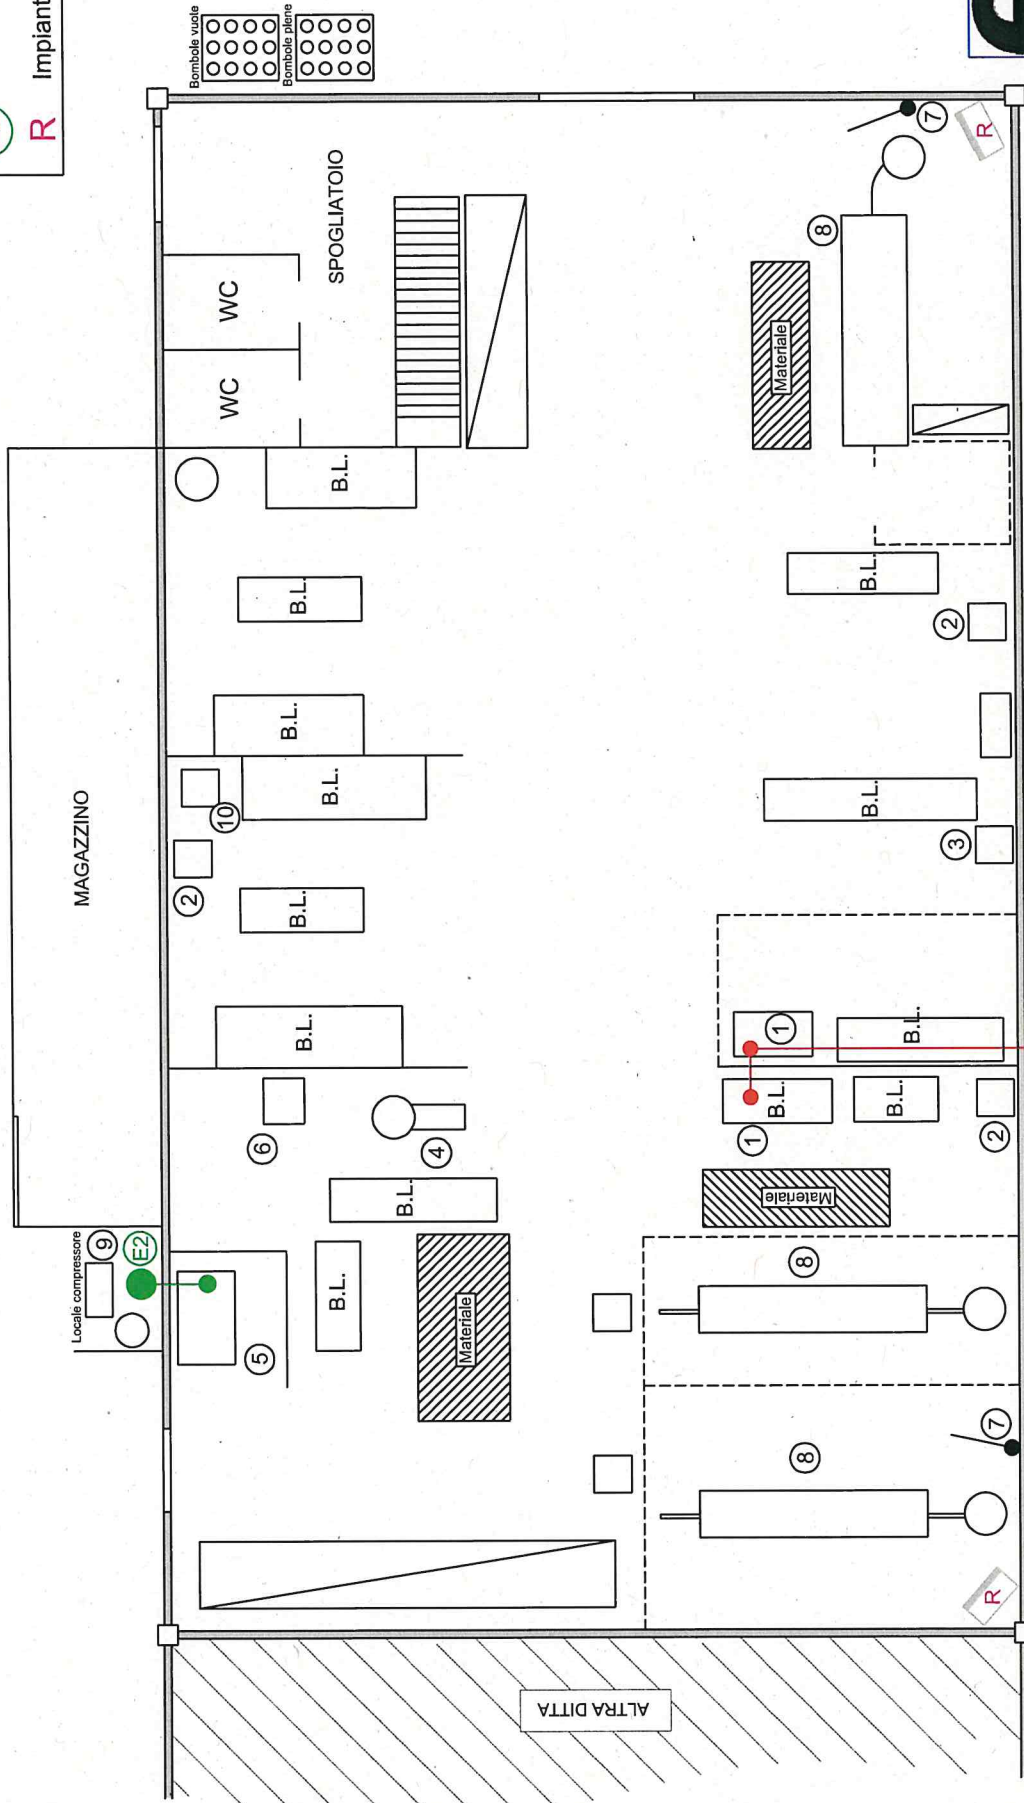 R Impiant
Bombole vuote
Bombole piene
e
SPOGLIATOIO
WC
WC
7
R
8
Materiale
B.L.
B.L.
B.L.
2
B.L.
MAGAZZINO
B.L.
10
B.L.
2
3
B.L.
B.L.
1
B.L.
6
4
1
B.L.
B.L.
2
B.L.
Materiale
Locale compressore
9
E2
5
B.L.
Materiale
8
8
7
R
ALTRA DITTA